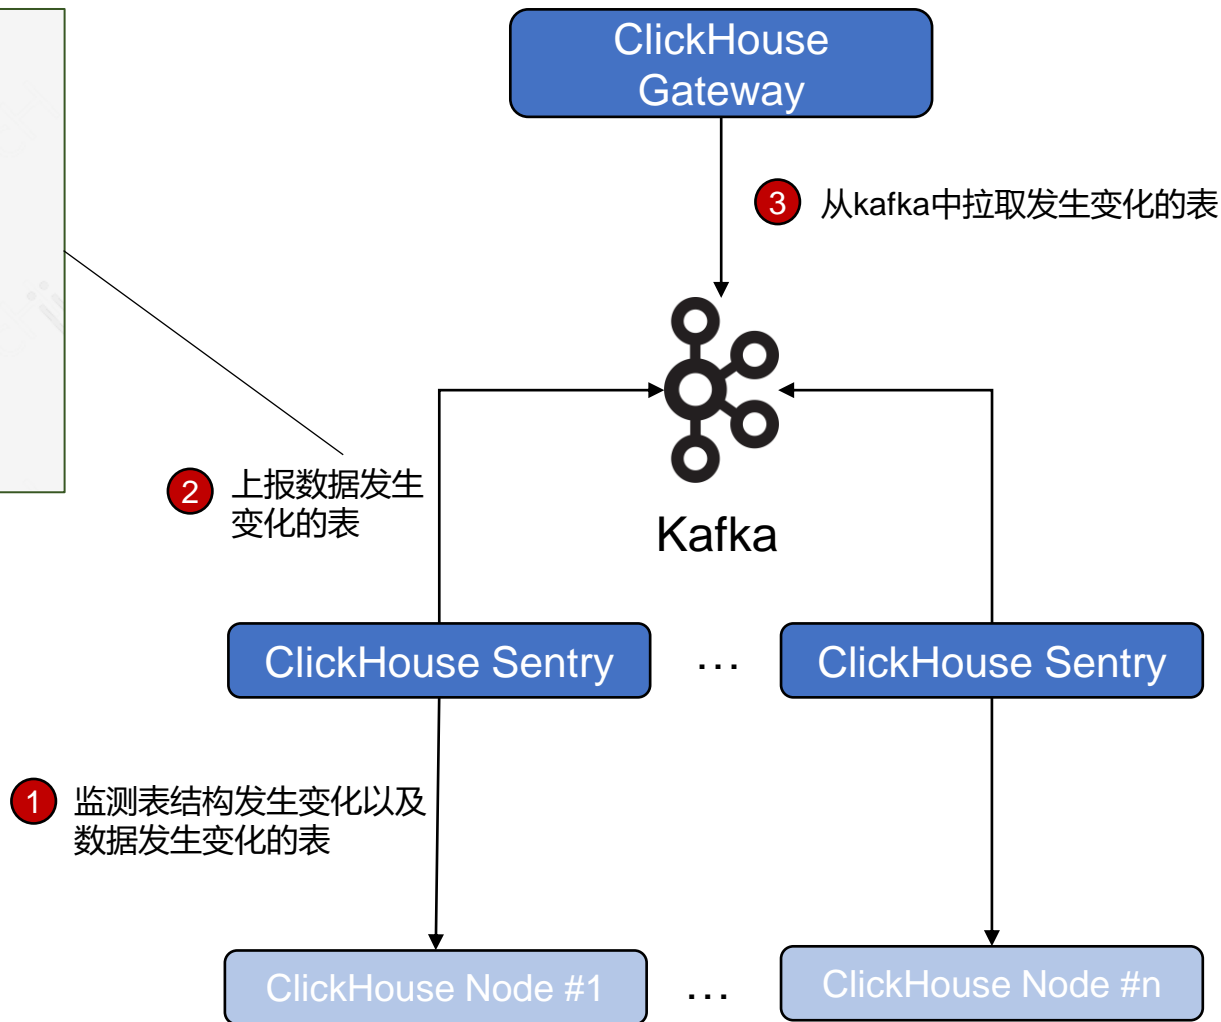 ClickHouse
Gateway
3 从kafka中拉取发生变化的表
2 上报数据发生
变化的表
Kafka
ClickHouse Sentry … ClickHouse Sentry
1 监测表结构发生变化以及
数据发生变化的表
ClickHouse Node #1 … ClickHouse Node #n